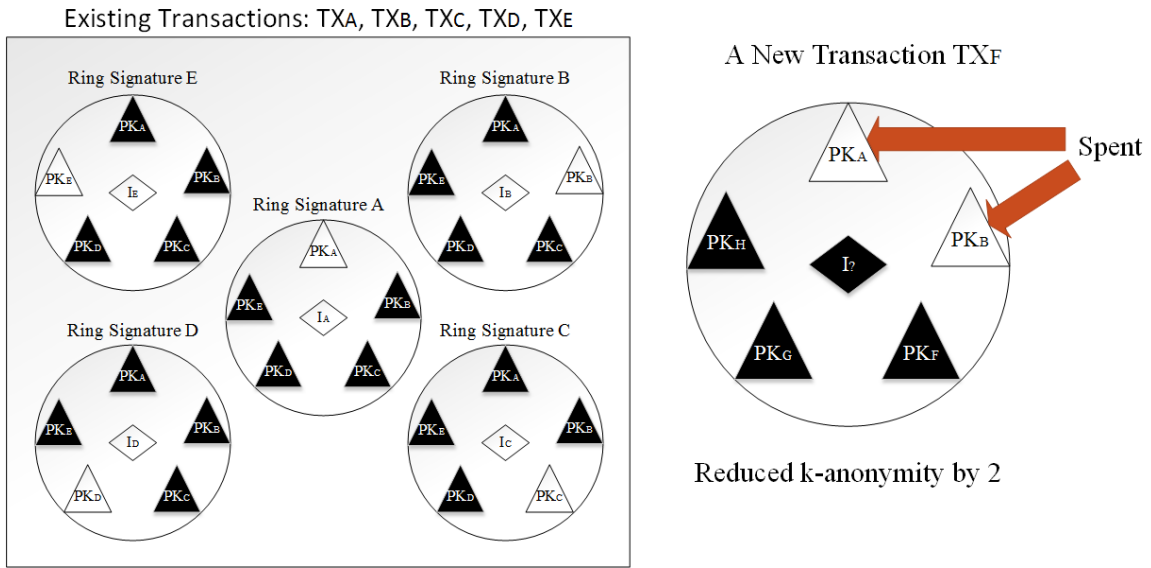 Existing Transactions: TXA, TXB, TXC, TXD, TXE
Ring Signature E
PKA
PKE
PKB
IE
PKD
PKC
Ring Signature B
PKA
PKE
PKB
IB
PKD
PKC
Ring Signature A
PKA
PKE
PKB
IA
PKD
PKC
Ring Signature D
PKA
PKE
PKB
ID
PKD
PKC
Ring Signature C
PKA
PKE
PKB
IC
PKD
PKC
A New Transaction TXF
PKA
Spent
PKH
PKB
I?
PKG
PKF
Reduced k-anonymity by 2